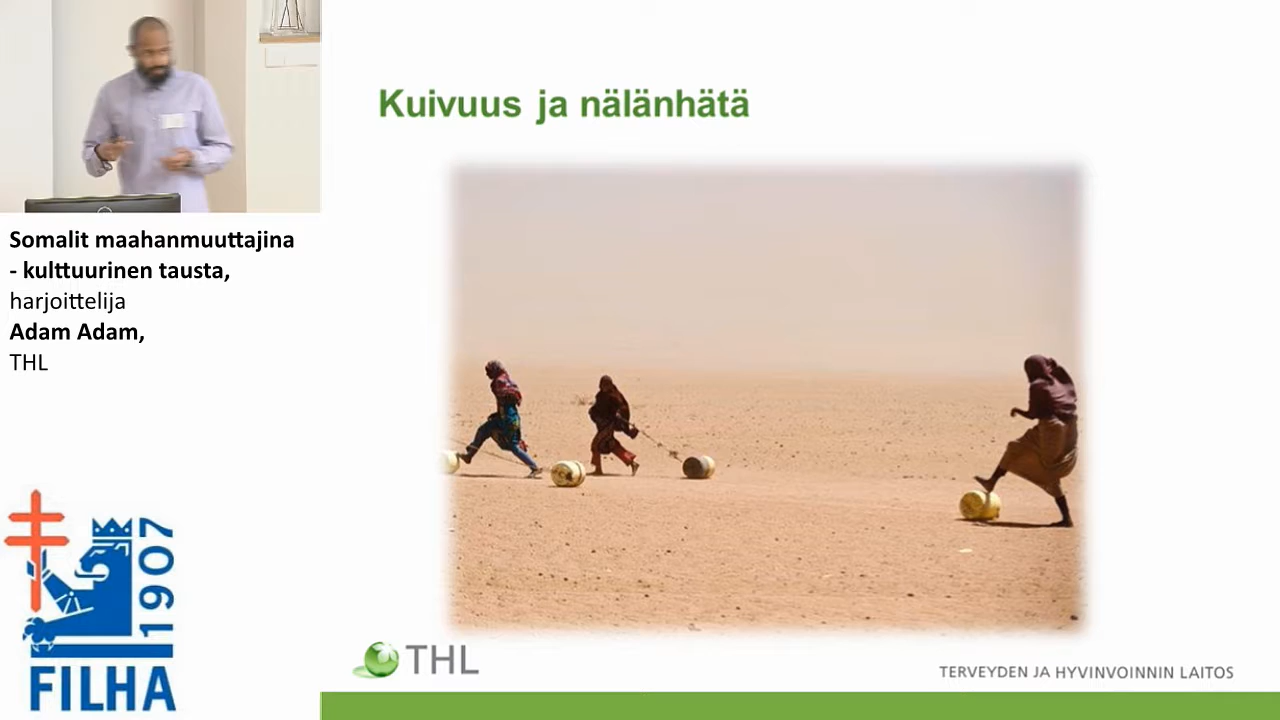 Kuivuus ja nälänhätä
Somalit maahanmuuttajina
- kulttuurinen tausta,
harjoittelija
Adam Adam,
THL
1907
FILHA
THL
TERVEYDEN JA HYVINVOINNIN LAITOS